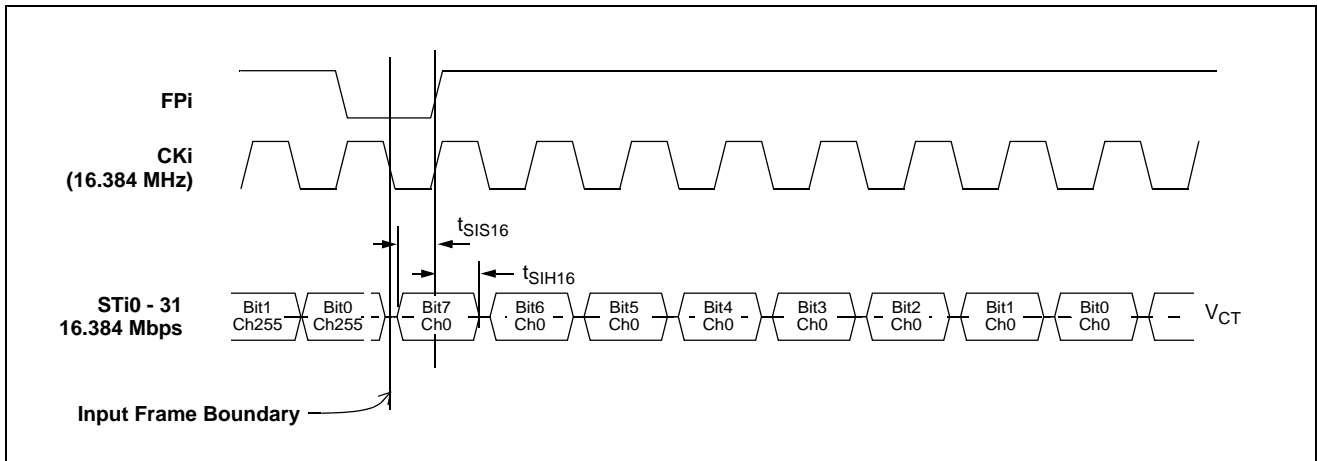 FPi
CKi
(16.384 MHz)
tSIS16
tSIH16
STi0 - 31
16.384 Mbps
Bit1
Ch255
Bit0
Ch255
Bit7
Ch0
Bit6
Ch0
Bit5
Ch0
Bit4
Ch0
Bit3
Ch0
Bit2
Ch0
Bit1
Ch0
Bit0
Ch0
VCT
Input Frame Boundary